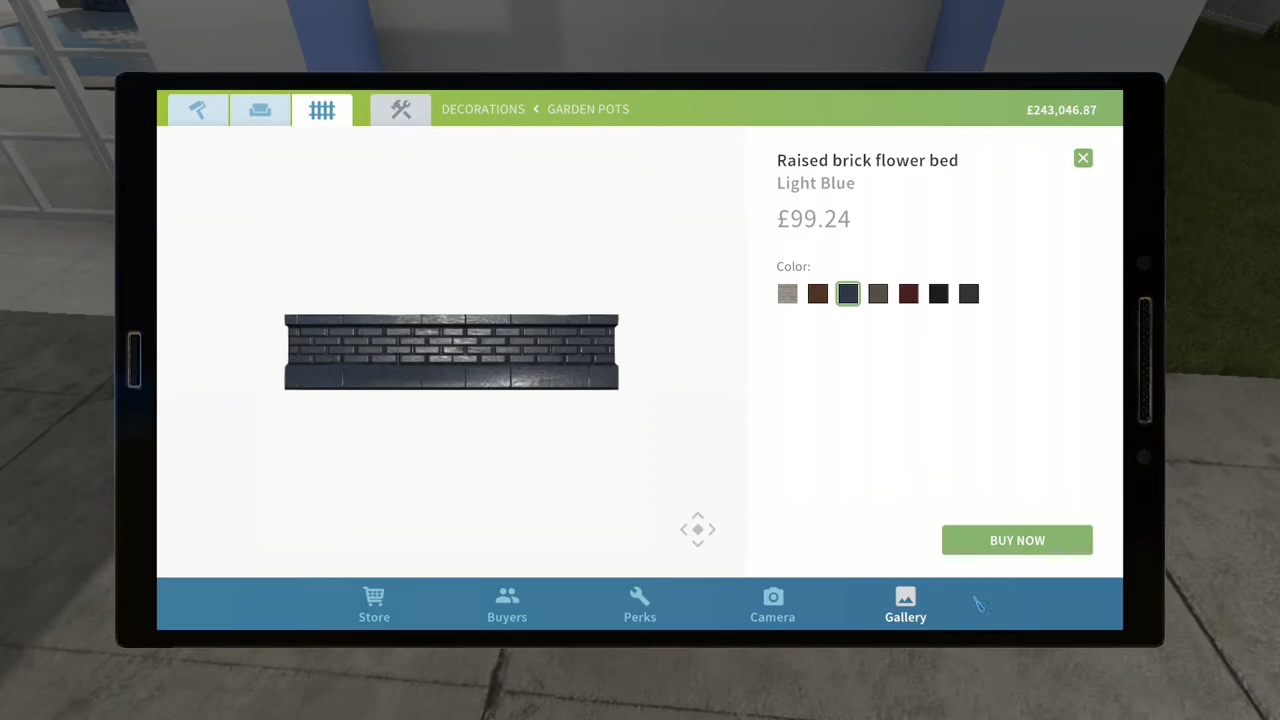 DECORATIONS < GARDEN POTS
£243,046.87
Raised brick flower bed
Light Blue
£99.24
Color:
BUY NOW
Store
Buyers
Perks
Camera
Gallery